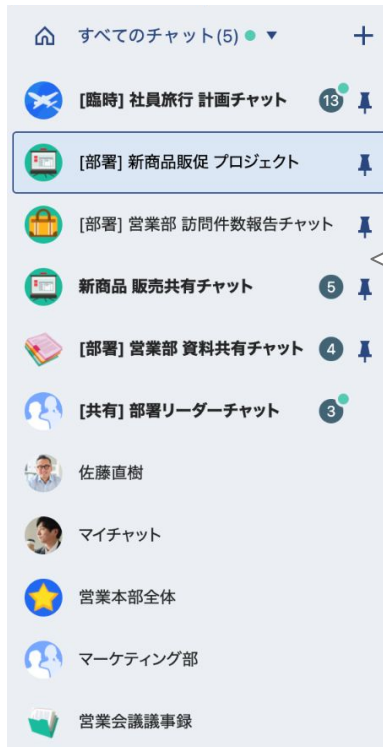 すべてのチャット(5)
[臨時] 社員旅行 計画チャット 13
[部署] 新商品販促 プロジェクト
[部署] 営業部 訪問件数報告チャット
新商品 販売共有チャット 5
[部署] 営業部 資料共有チャット 4
[共有] 部署リーダーチャット 3
佐藤直樹
マイチャット
営業本部全体
マーケティング部
営業会議議事録